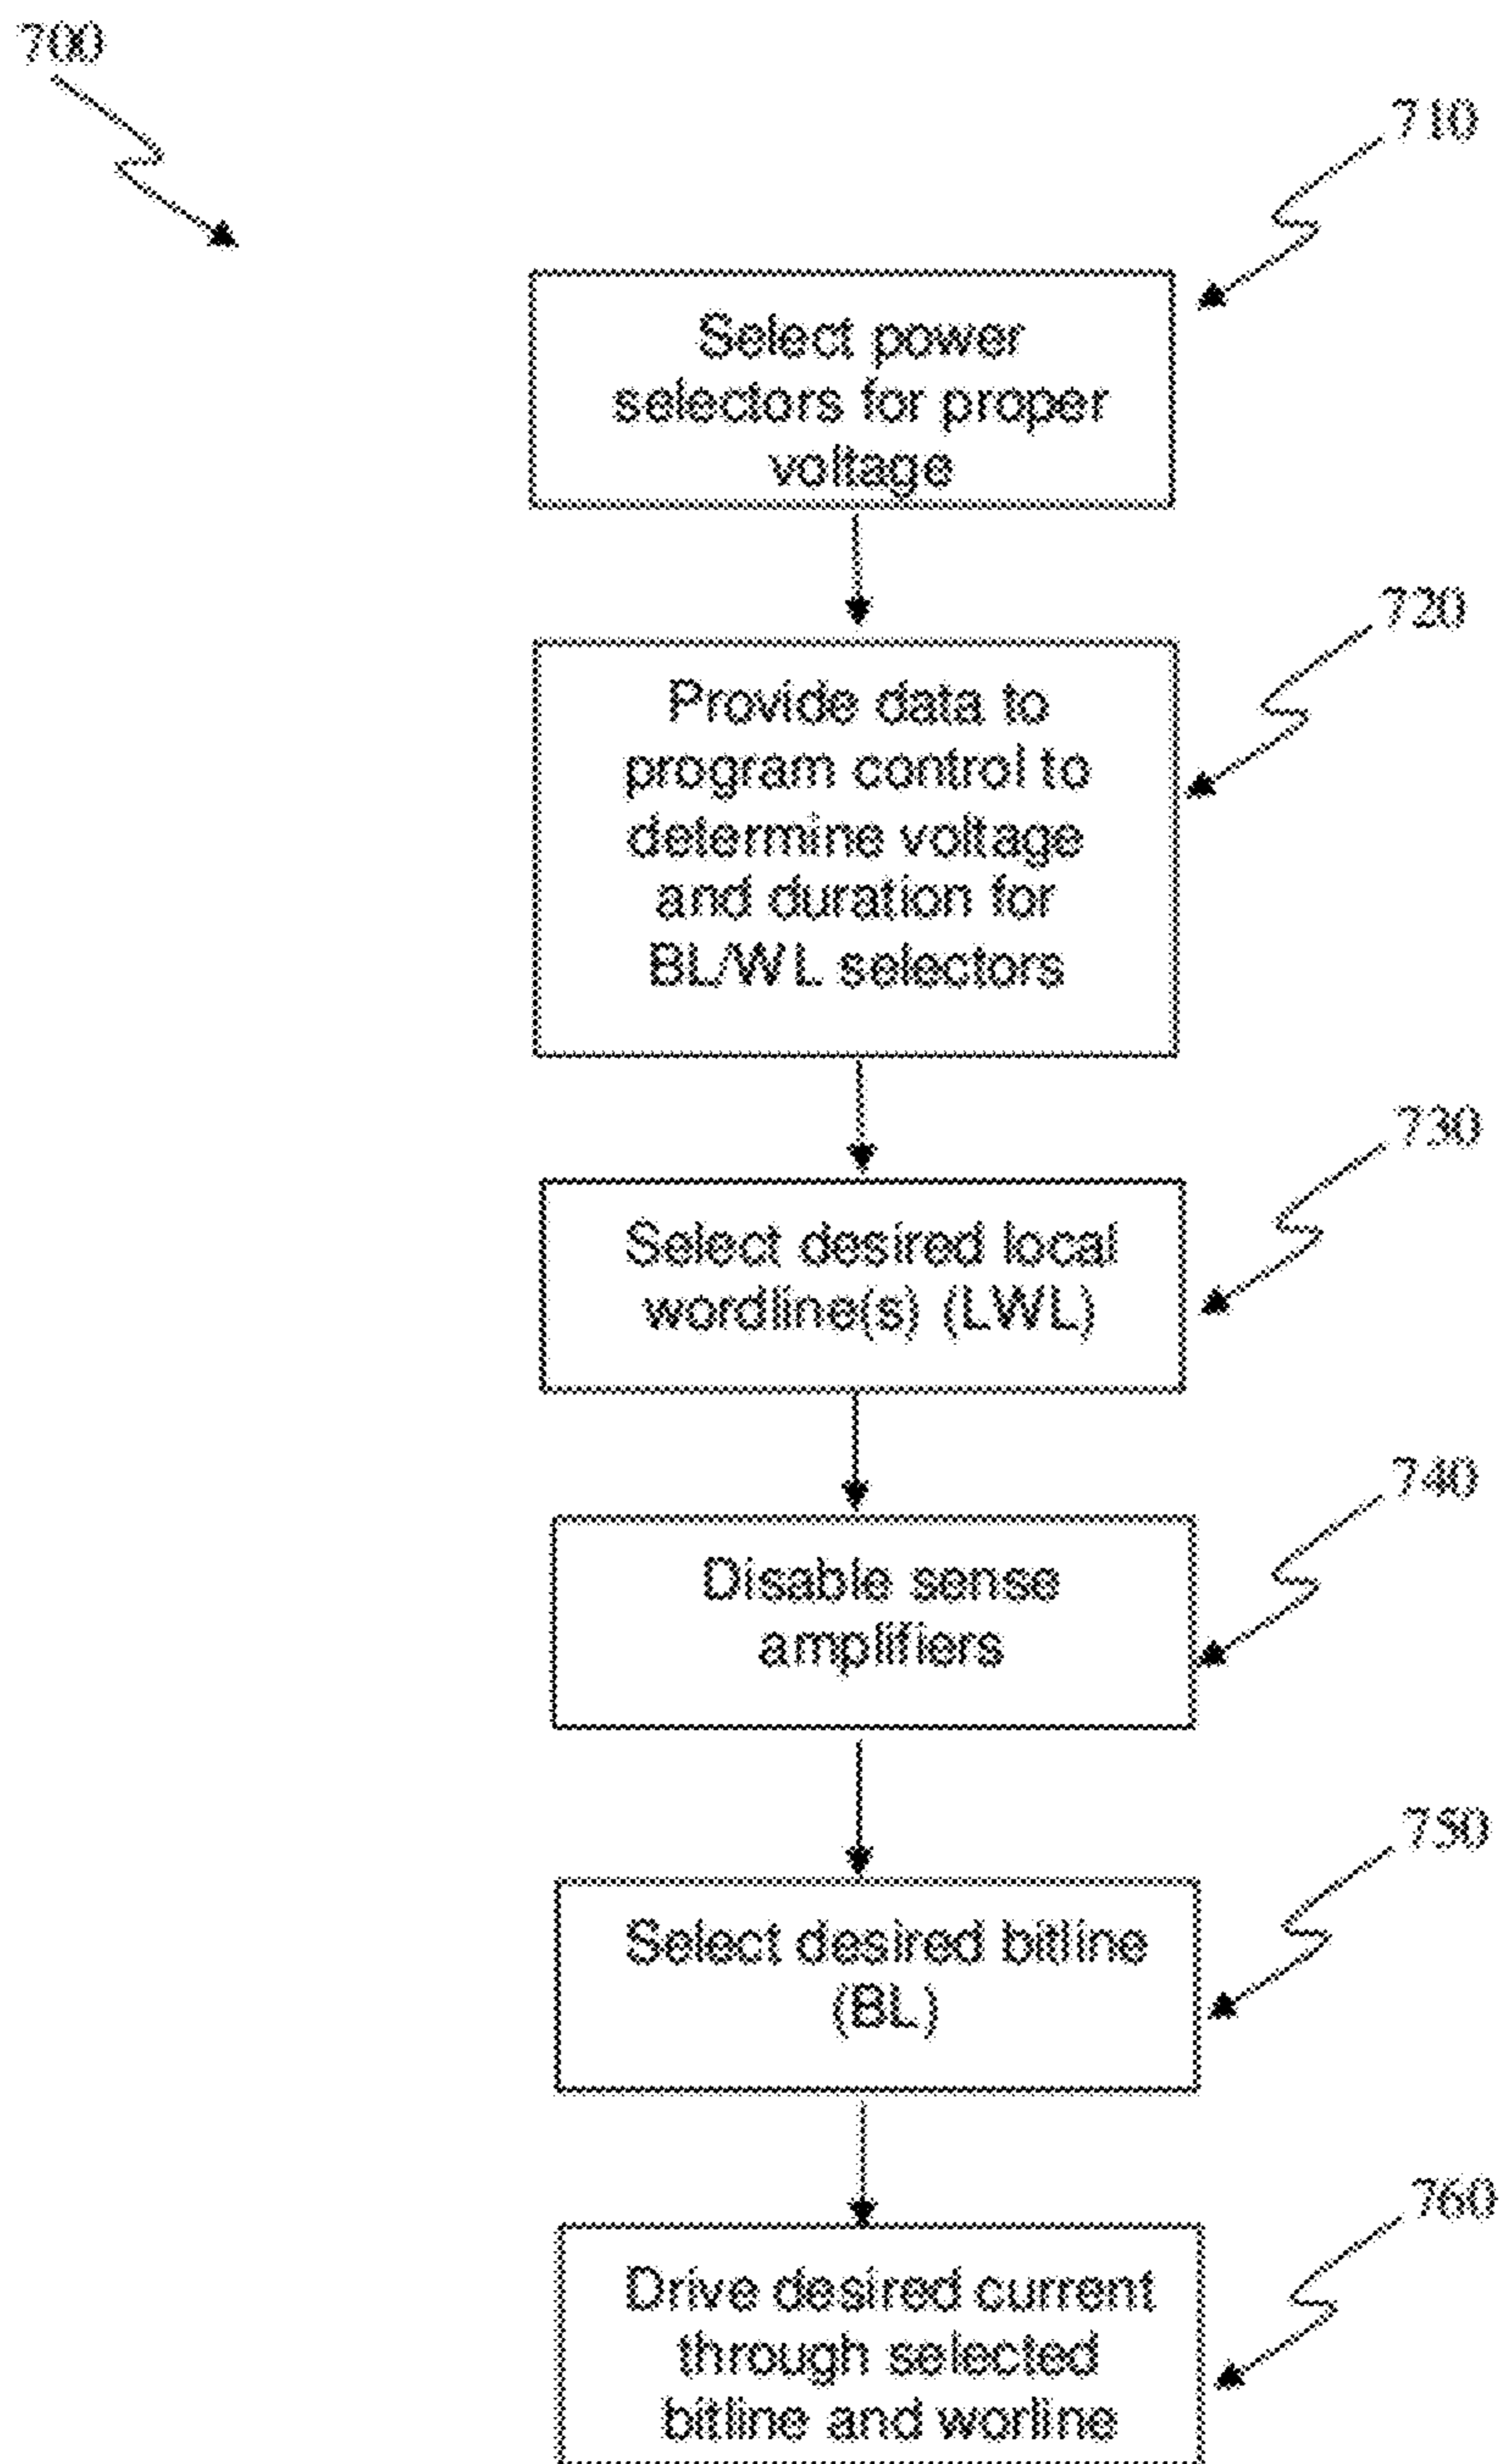 700
710
Select power
selectors for proper
voltage
720
Provide data to
program control to
determine voltage
and duration for
BL/WL selectors
730
Select desired local
wordline(s) (LWL)
740
Disable sense
amplifiers
750
Select desired bitline
(BL)
760
Drive desired current
through selected
bitline and worline